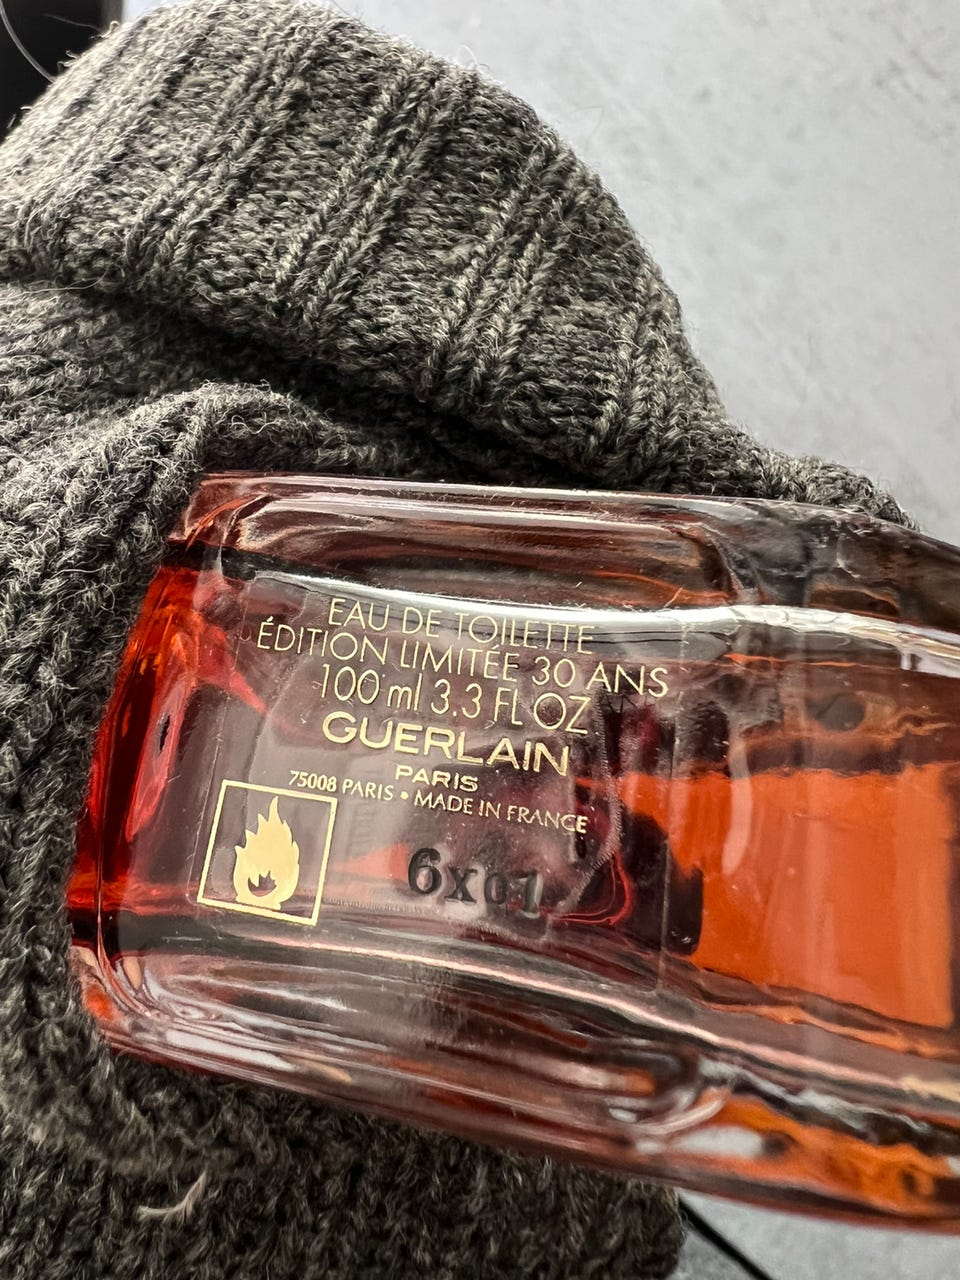 EAU DE TOILETTE
ÉDITION LIMITÉE 30 ANS
100 ml 3.3 FL OZ
GUERLAIN
PARIS
75008 PARIS • MADE IN FRANCE
6x01